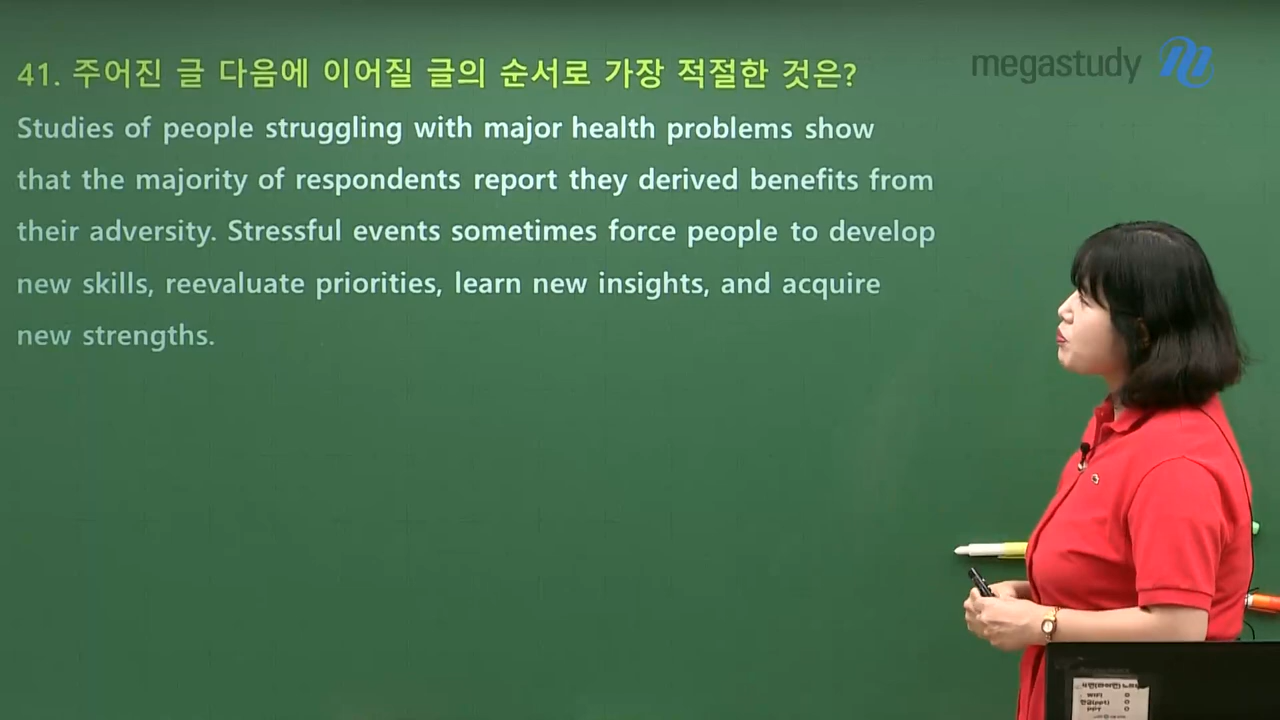 41. 주어진 글 다음에 이어질 글의 순서로 가장 적절한 것은?
megastudy
Studies of people struggling with major health problems show
that the majority of respondents report they derived benefits from
their adversity. Stressful events sometimes force people to develop
new skills, reevaluate priorities, learn new insights, and acquire
new strengths.
WIFI
PPT